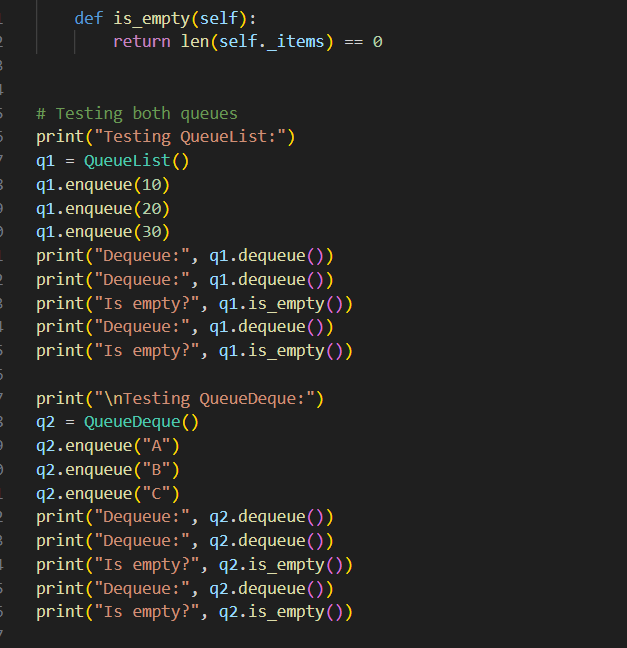 def is_empty(self):
return len(self._items) == 0
# Testing both queues
print("Testing QueueList:")
q1 = QueueList()
q1.enqueue(10)
q1.enqueue(20)
q1.enqueue(30)
print("Dequeue:", q1.dequeue())
print("Dequeue:", q1.dequeue())
print("Is empty?", q1.is_empty())
print("Dequeue:", q1.dequeue())
print("Is empty?", q1.is_empty())
print("\nTesting QueueDeque:")
q2 = QueueDeque()
q2.enqueue("A")
q2.enqueue("B")
q2.enqueue("C")
print("Dequeue:", q2.dequeue())
print("Dequeue:", q2.dequeue())
print("Is empty?", q2.is_empty())
print("Dequeue:", q2.dequeue())
print("Is empty?", q2.is_empty())